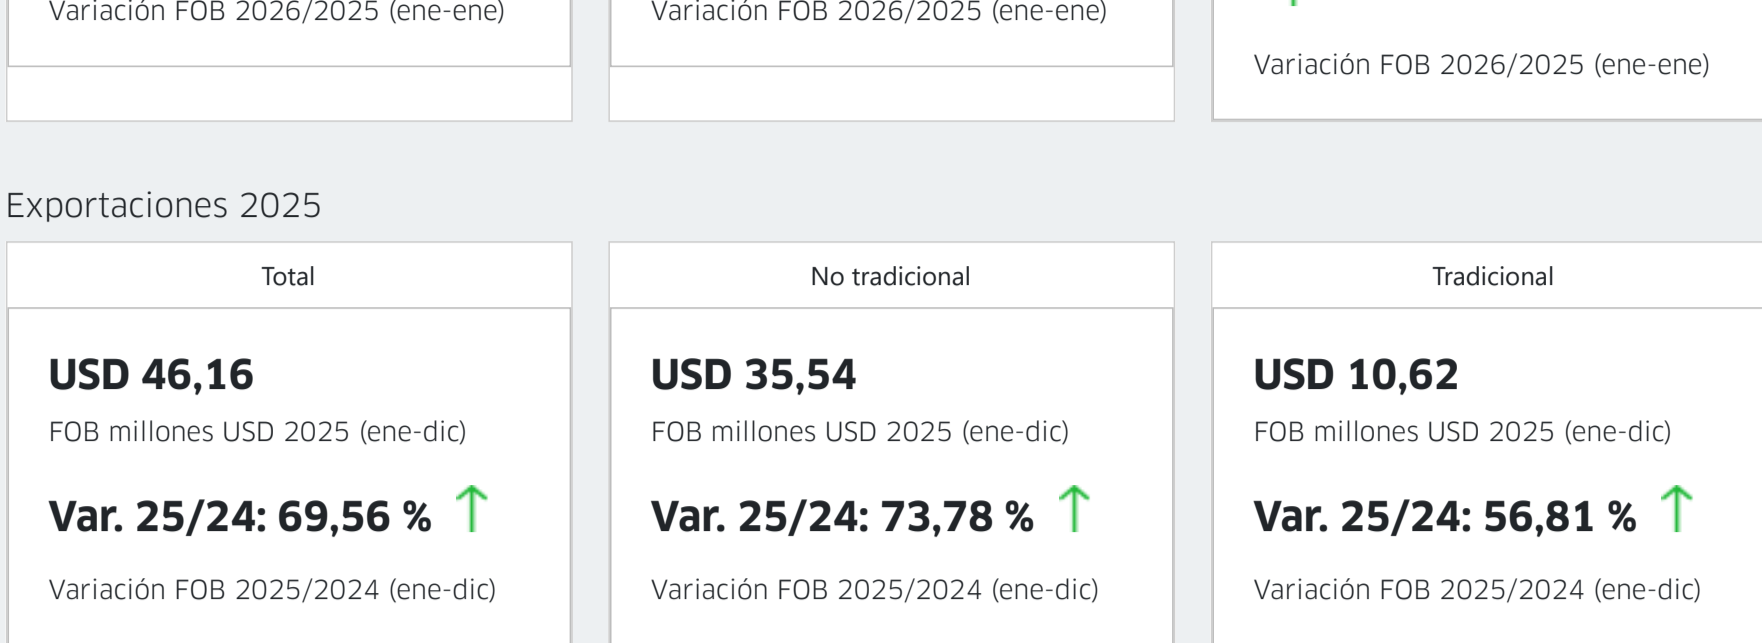 Variación FOB 2026/2025 (ene-ene)
Variación FOB 2026/2025 (ene-ene)
Variación FOB 2026/2025 (ene-ene)
Exportaciones 2025
Total
USD 46,16
FOB millones USD 2025 (ene-dic)
Var. 25/24: 69,56 %
Variación FOB 2025/2024 (ene-dic)
No tradicional
USD 35,54
FOB millones USD 2025 (ene-dic)
Var. 25/24: 73,78 %
Variación FOB 2025/2024 (ene-dic)
Tradicional
USD 10,62
FOB millones USD 2025 (ene-dic)
Var. 25/24: 56,81 %
Variación FOB 2025/2024 (ene-dic)